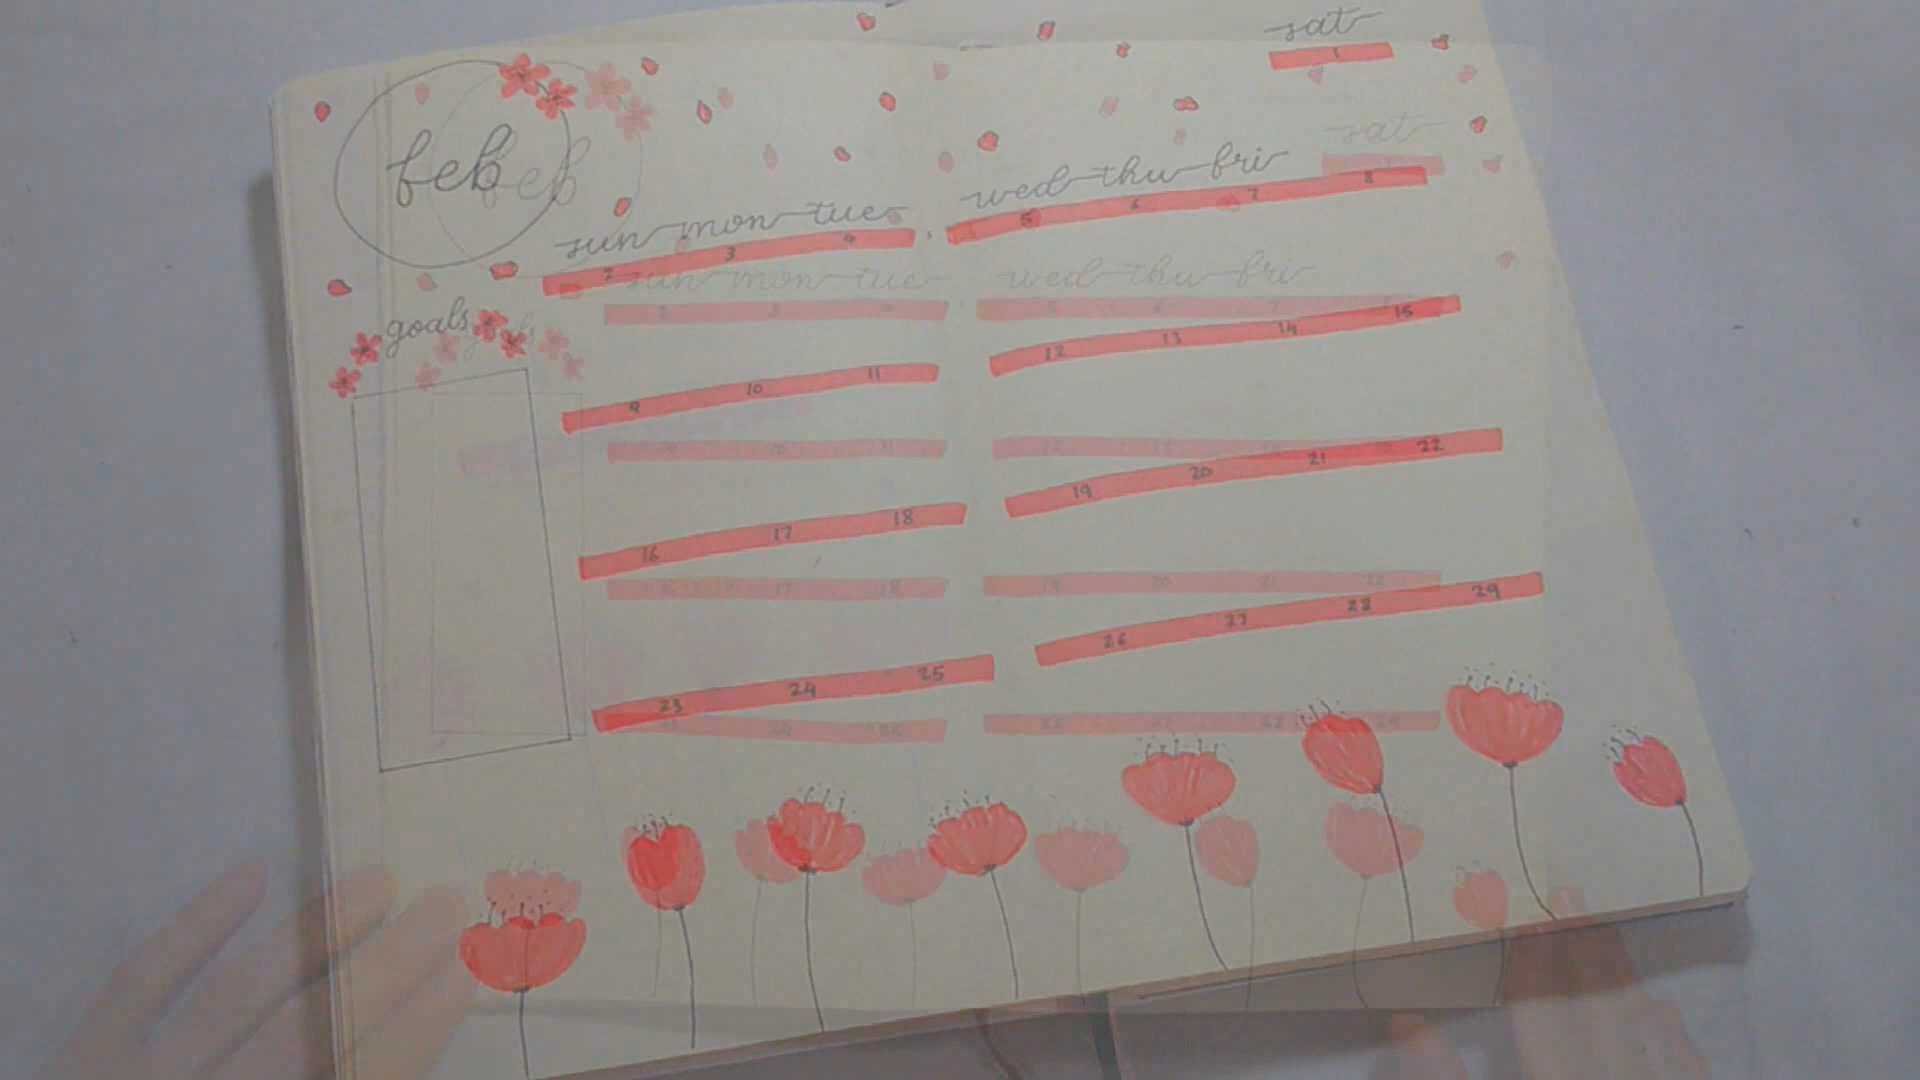 sat
1
feb
wed thu fri
sun mon tue
2 3 4
5 6 7 8
goals
9 10 11
12 13 14 15
16 17 18
19 20 21 22
23 24 25
26 27 28 29